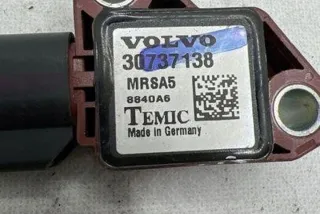 VOLVO
30737138
MRSA5
8840A6
TEMIC
Made in Germany